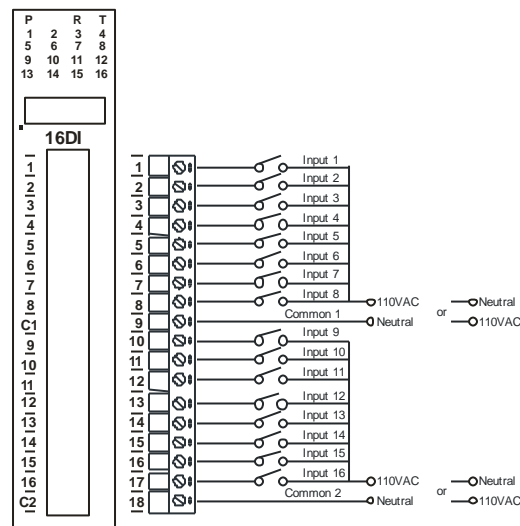 P R T
1 2 3 4
5 6 7 8
9 10 11 12
13 14 15 16
16DI
1 1 Input 1
2 2 Input 2
3 3 Input 3
4 4 Input 4
5 5 Input 5
6 6 Input 6
7 7 Input 7
8 8 Input 8 110VAC or Neutral
C1 9 Common 1 Neutral 110VAC
9 10 Input 9
10 11 Input 10
11 12 Input 11
12 13 Input 12
13 14 Input 13
14 15 Input 14
15 16 Input 15
16 17 Input 16 110VAC or Neutral
C2 18 Common 2 Neutral 110VAC